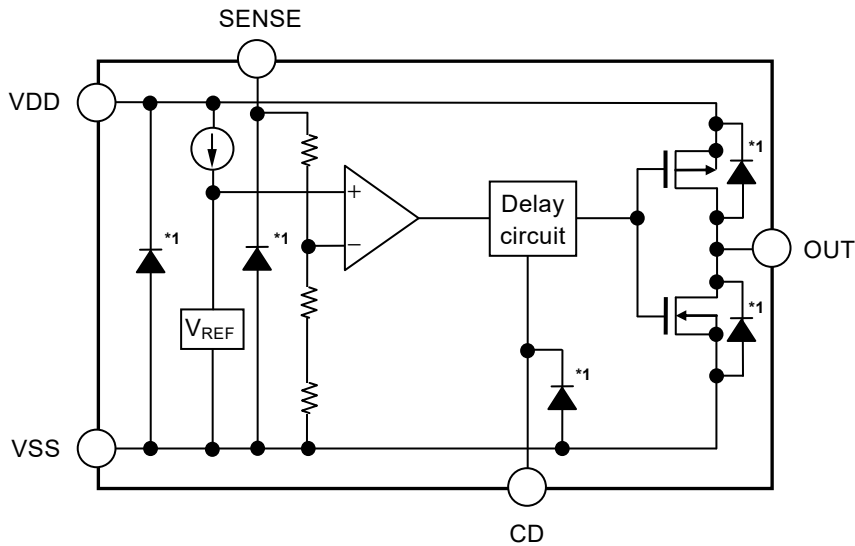 SENSE
VDD
*1
*1
*1
+
−
Delay
circuit
OUT
VREF
*1
*1
VSS
CD